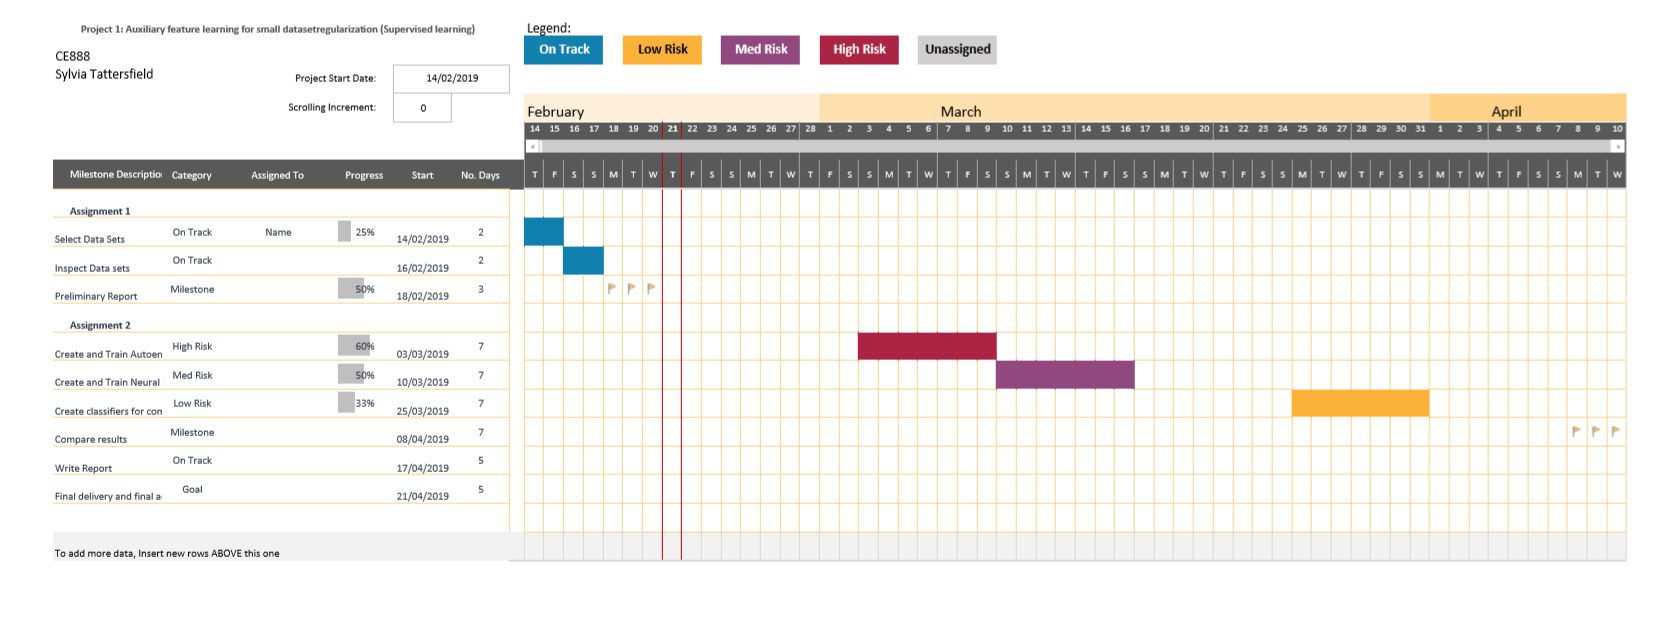 Project 1: Auxiliary feature learning for small datasetregularization (Supervised learning)
Legend:
CE888
On Track Low Risk Med Risk High Risk Unassigned
Sylvia Tattersfield
Project Start Date: 14/02/2019
Scrolling Increment: 0
February March April
14 15 16 17 18 19 20 21 22 23 24 25 26 27 28 1 2 3 4 5 6 7 8 9 10 11 12 13 14 15 16 17 18 19 20 21 22 23 24 25 26 27 28 29 30 31 1 2 3 4 5 6 7 8 9 10
Milestone Descriptio Category Assigned To Progress Start No. Days T F S S M T W T F S S M T W T F S S M T W T F S S M T W T F S S M T W T F S S M T W T F S S M T W T F S S M T W
Assignment 1
Select Data Sets On Track Name 25% 14/02/2019 2
Inspect Data sets On Track 16/02/2019 2
Preliminary Report Milestone 50% 18/02/2019 3
Assignment 2
Create and Train Autoen High Risk 60% 03/03/2019 7
Create and Train Neural Med Risk 50% 10/03/2019 7
Create classifiers for con Low Risk 33% 25/03/2019 7
Compare results Milestone 08/04/2019 7
Write Report On Track 17/04/2019 5
Final delivery and final a Goal 21/04/2019 5
To add more data, Insert new rows ABOVE this one